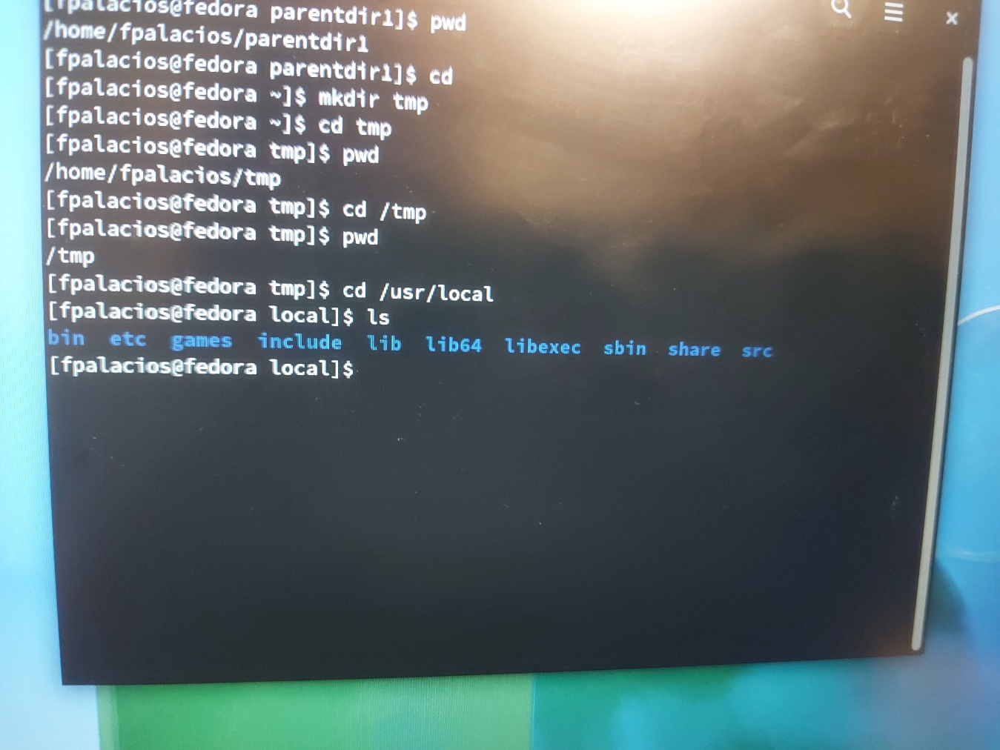 [fpalacios@fedora parentdir1]$ pwd
/home/fpalacios/parentdir1
[fpalacios@fedora parentdir1]$ cd
[fpalacios@fedora ~]$ mkdir tmp
[fpalacios@fedora ~]$ cd tmp
[fpalacios@fedora tmp]$ pwd
/home/fpalacios/tmp
[fpalacios@fedora tmp]$ cd /tmp
[fpalacios@fedora tmp]$ pwd
/tmp
[fpalacios@fedora tmp]$ cd /usr/local
[fpalacios@fedora local]$ ls
bin etc games include lib lib64 libexec sbin share src
[fpalacios@fedora local]$